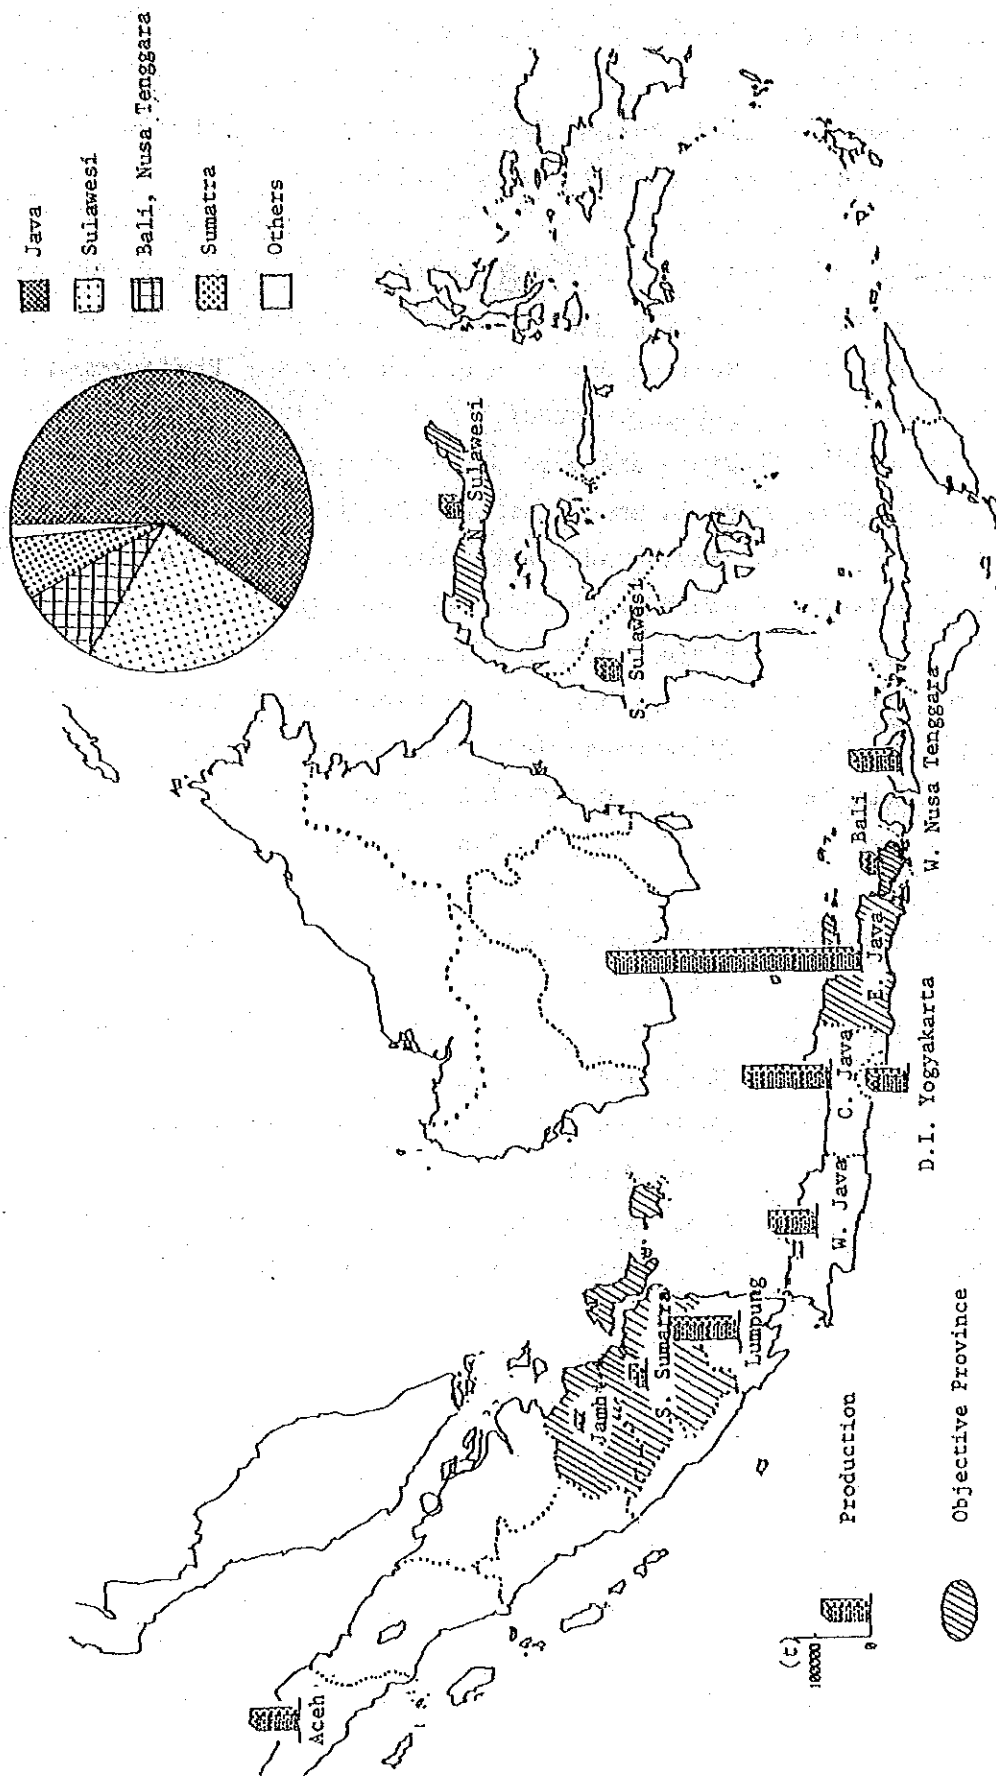 Java
Sulawesi
Bali, Nusa Tenggara
Sumatra
Others
N. Sulawesi
S. Sulawesi
Aceh
Jambi
S. Sumatra
Lumpung
W. Java
C. Java
E. Java
Bali
D.I. Yogyakarta
W. Nusa Tenggara
(t)
100000
0
Production
Objective Province